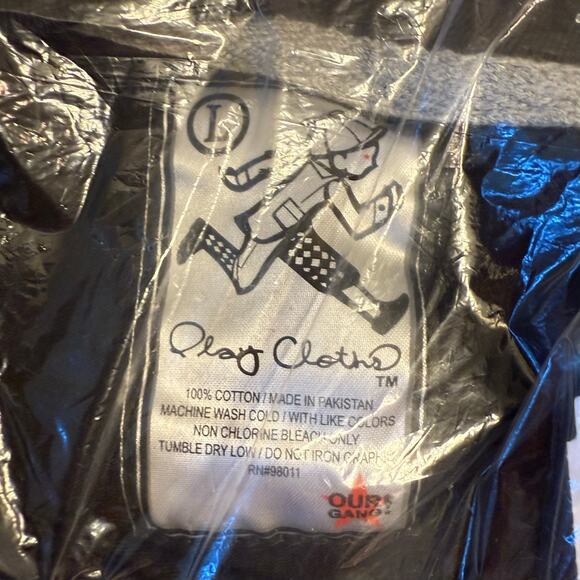 L
Play Cloths
TM
100% COTTON / MADE IN PAKISTAN
MACHINE WASH COLD / WITH LIKE COLORS
NON CHLORINE BLEACH ONLY
TUMBLE DRY LOW / DO NOT IRON GRAPHIC
RN#98011
OUR
GANG